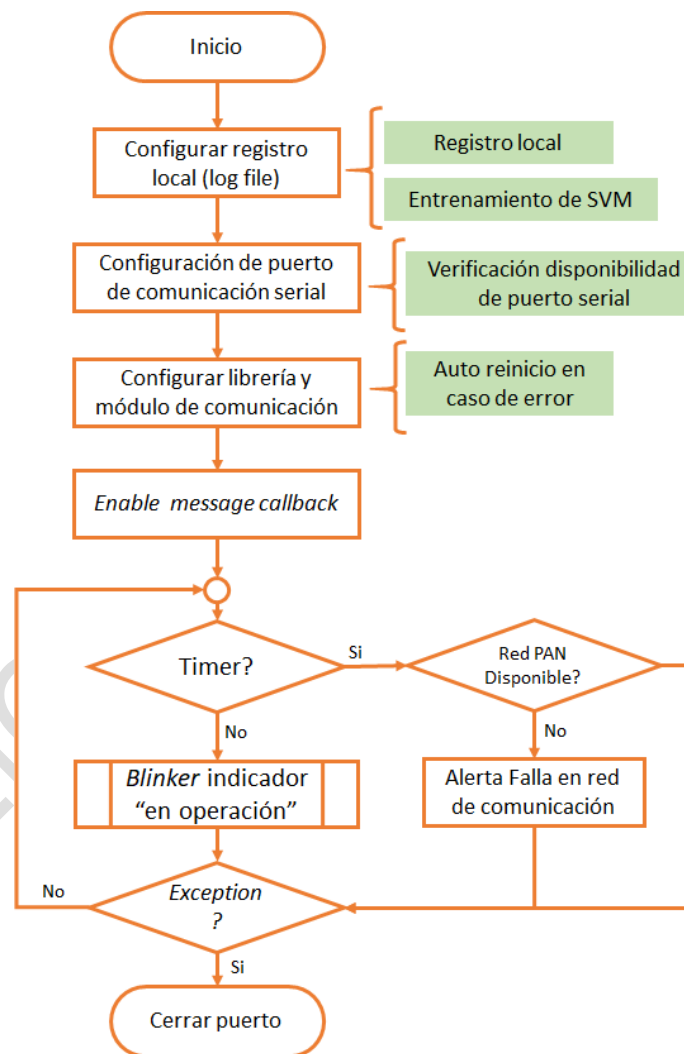 Inicio
Configurar registro
local (log file)
Registro local
Entrenamiento de SVM
Configuración de puerto
de comunicación serial
Verificación disponibilidad
de puerto serial
Configurar librería y
módulo de comunicación
Auto reinicio en
caso de error
Enable message callback
Timer?
Si
Red PAN
Disponible?
No
No
Blinker indicador
"en operación"
Alerta Falla en red
de comunicación
No
Exception
?
Si
Cerrar puerto